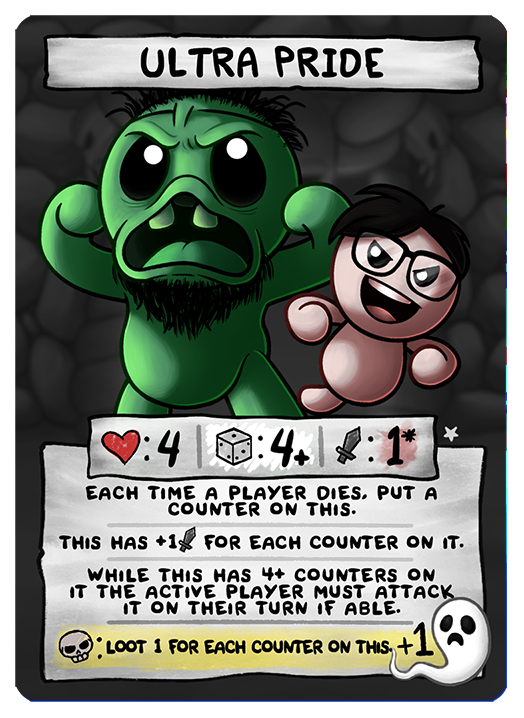 ULTRA PRIDE
: 4 : 4+ : 1*
EACH TIME A PLAYER DIES, PUT A
COUNTER ON THIS.
THIS HAS +1 FOR EACH COUNTER ON IT.
WHILE THIS HAS 4+ COUNTERS ON
IT THE ACTIVE PLAYER MUST ATTACK
IT ON THEIR TURN IF ABLE.
: LOOT 1 FOR EACH COUNTER ON THIS. +1